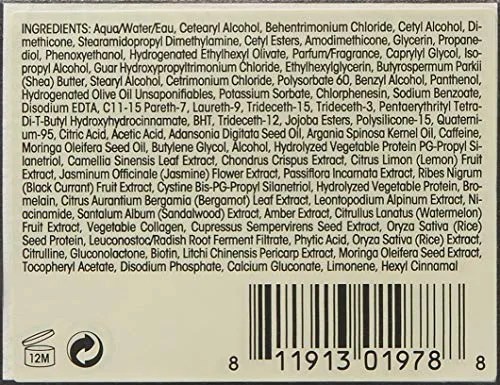 INGREDIENTS: Aqua/Water/Eau, Cetearyl Alcohol, Behentrimonium Chloride, Cetyl Alcohol, Di-
methicone, Stearamidopropyl Dimethylamine, Cetyl Esters, Amodimethicone, Glycerin, Propane-
diol, Phenoxyethanol, Hydrogenated Ethylhexyl Olivate, Parfum/Fragrance, Caprylyl Glycol, Iso-
propyl Alcohol, Guar Hydroxypropyltrimonium Chloride, Ethylhexylglycerin, Butyrospermum Parkii
(Shea) Butter, Stearyl Alcohol, Cetrimonium Chloride, Polysorbate 60, Benzyl Alcohol, Panthenol,
Hydrogenated Olive Oil Unsaponifiables, Potassium Sorbate, Chlorphenesin, Sodium Benzoate,
Disodium EDTA, C11-15 Pareth-7, Laureth-9, Trideceth-15, Trideceth-3, Pentaerythrityl Tetra-
Di-T-Butyl Hydroxyhydrocinnamate, BHT, Trideceth-12, Jojoba Esters, Polysilicone-15, Quaterni-
um-95, Citric Acid, Acetic Acid, Adansonia Digitata Seed Oil, Argania Spinosa Kernel Oil, Caffeine,
Moringa Oleifera Seed Oil, Butylene Glycol, Alcohol, Hydrolyzed Vegetable Protein PG-Propyl Si-
lanetriol, Camellia Sinensis Leaf Extract, Chondrus Crispus Extract, Citrus Limon (Lemon) Fruit
Extract, Jasminum Officinale (Jasmine) Flower Extract, Passiflora Incarnata Extract, Ribes Nigrum
(Black Currant) Fruit Extract, Cystine Bis-PG-Propyl Silanetriol, Hydrolyzed Vegetable Protein, Bro-
melain, Citrus Aurantium Bergamia (Bergamot) Leaf Extract, Leontopodium Alpinum Extract, Ni-
acinamide, Santalum Album (Sandalwood) Extract, Amber Extract, Citrullus Lanatus (Watermelon)
Fruit Extract, Vegetable Collagen, Cupressus Sempervirens Seed Extract, Oryza Sativa (Rice)
Seed Protein, Leuconostoc/Radish Root Ferment Filtrate, Phytic Acid, Oryza Sativa (Rice) Extract,
Citrulline, Gluconolactone, Biotin, Litchi Chinensis Pericarp Extract, Moringa Oleifera Seed Extract,
Tocopheryl Acetate, Disodium Phosphate, Calcium Gluconate, Limonene, Hexyl Cinnamal
12M
8 11913 01978 8